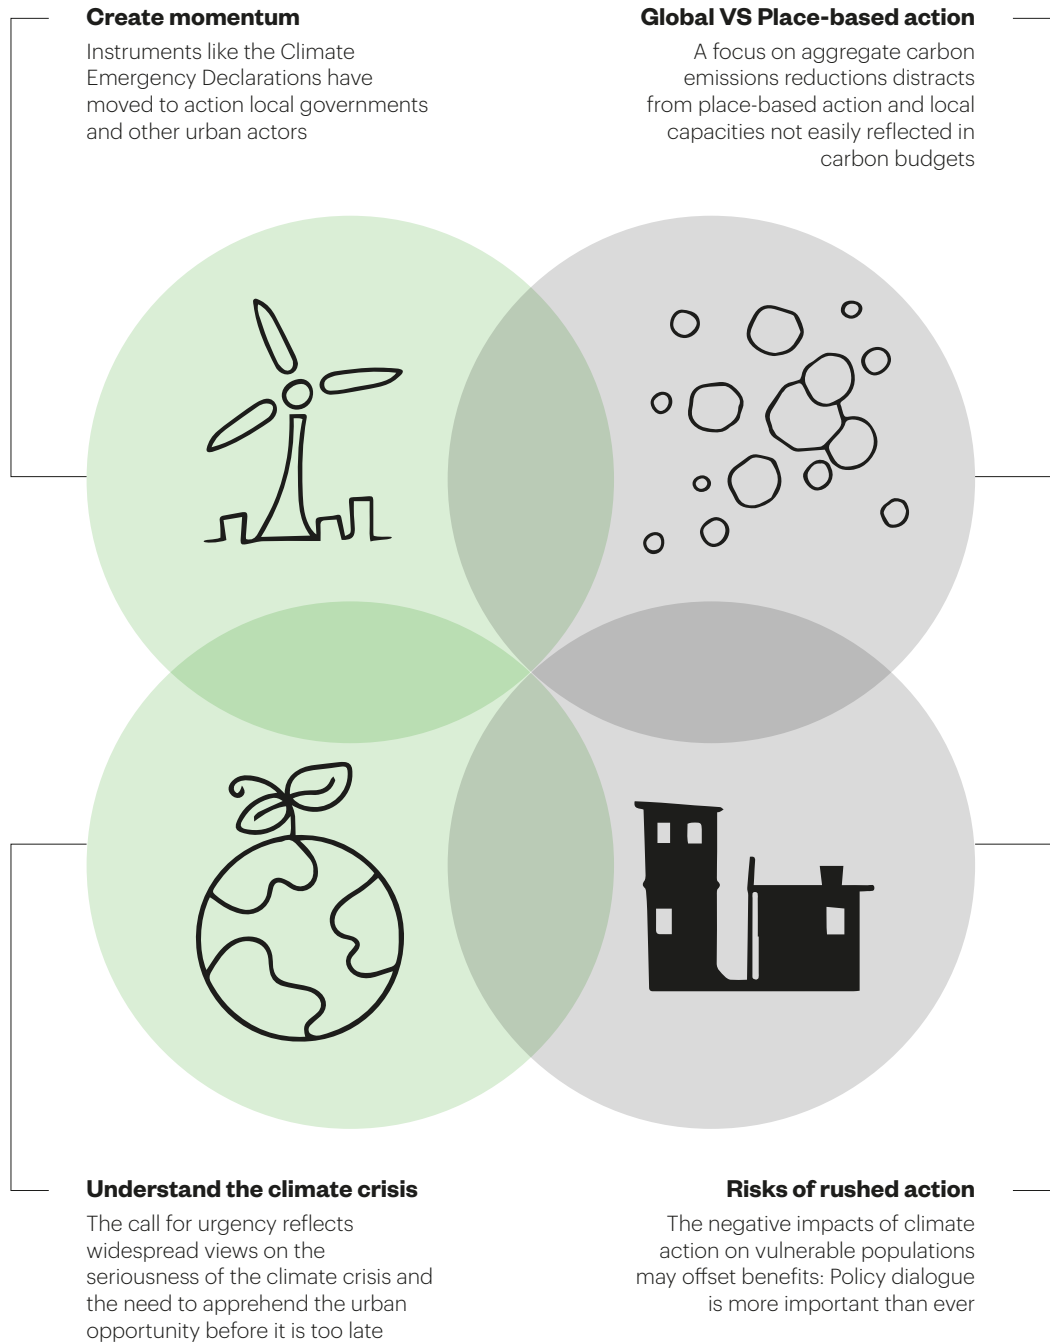 Create momentum
Instruments like the Climate
Emergency Declarations have
moved to action local governments
and other urban actors
Global VS Place-based action
A focus on aggregate carbon
emissions reductions distracts
from place-based action and local
capacities not easily reflected in
carbon budgets
Understand the climate crisis
The call for urgency reflects
widespread views on the
seriousness of the climate crisis and
the need to apprehend the urban
opportunity before it is too late
Risks of rushed action
The negative impacts of climate
action on vulnerable populations
may offset benefits: Policy dialogue
is more important than ever